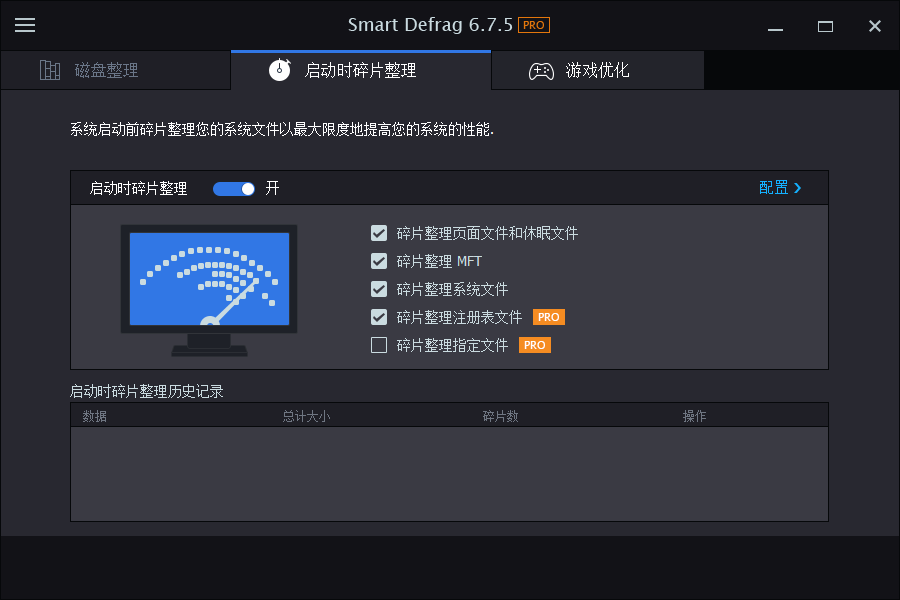 Smart Defrag 6.7.5 PRO
磁盘整理 启动时碎片整理 游戏优化
系统启动前碎片整理您的系统文件以最大限度地提高您的系统的性能.
启动时碎片整理 开 配置
碎片整理页面文件和休眠文件
碎片整理 MFT
碎片整理系统文件
碎片整理注册表文件 PRO
碎片整理指定文件 PRO
启动时碎片整理历史记录
数据 总计大小 碎片数 操作